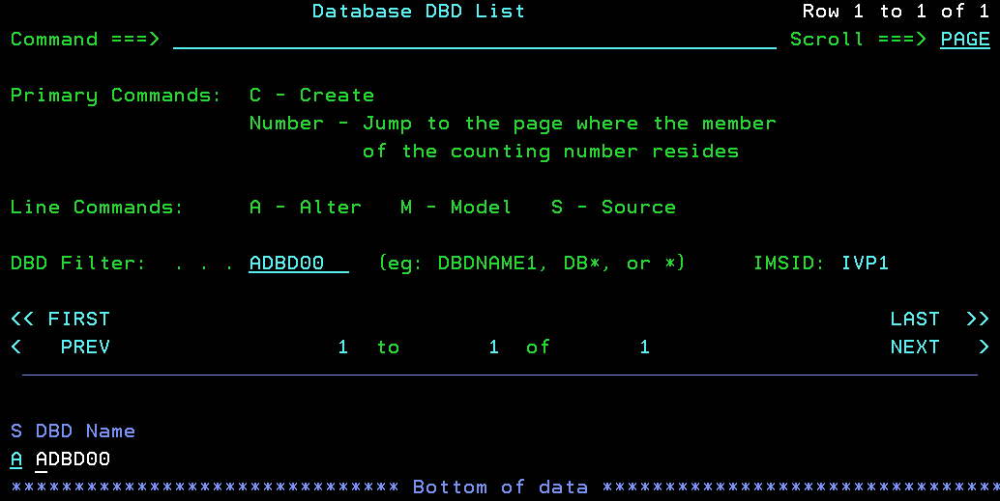 Database DBD List Row 1 to 1 of 1
Command ===> Scroll ===> PAGE
Primary Commands: C - Create
Number - Jump to the page where the member
of the counting number resides
Line Commands: A - Alter M - Model S - Source
DBD Filter: . . . ADBD00 (eg: DBDNAME1, DB*, or *) IMSID: IVP1
<< FIRST LAST >>
< PREV 1 to 1 of 1 NEXT >
S DBD Name
A ADBD00
******************************* Bottom of data ********************************